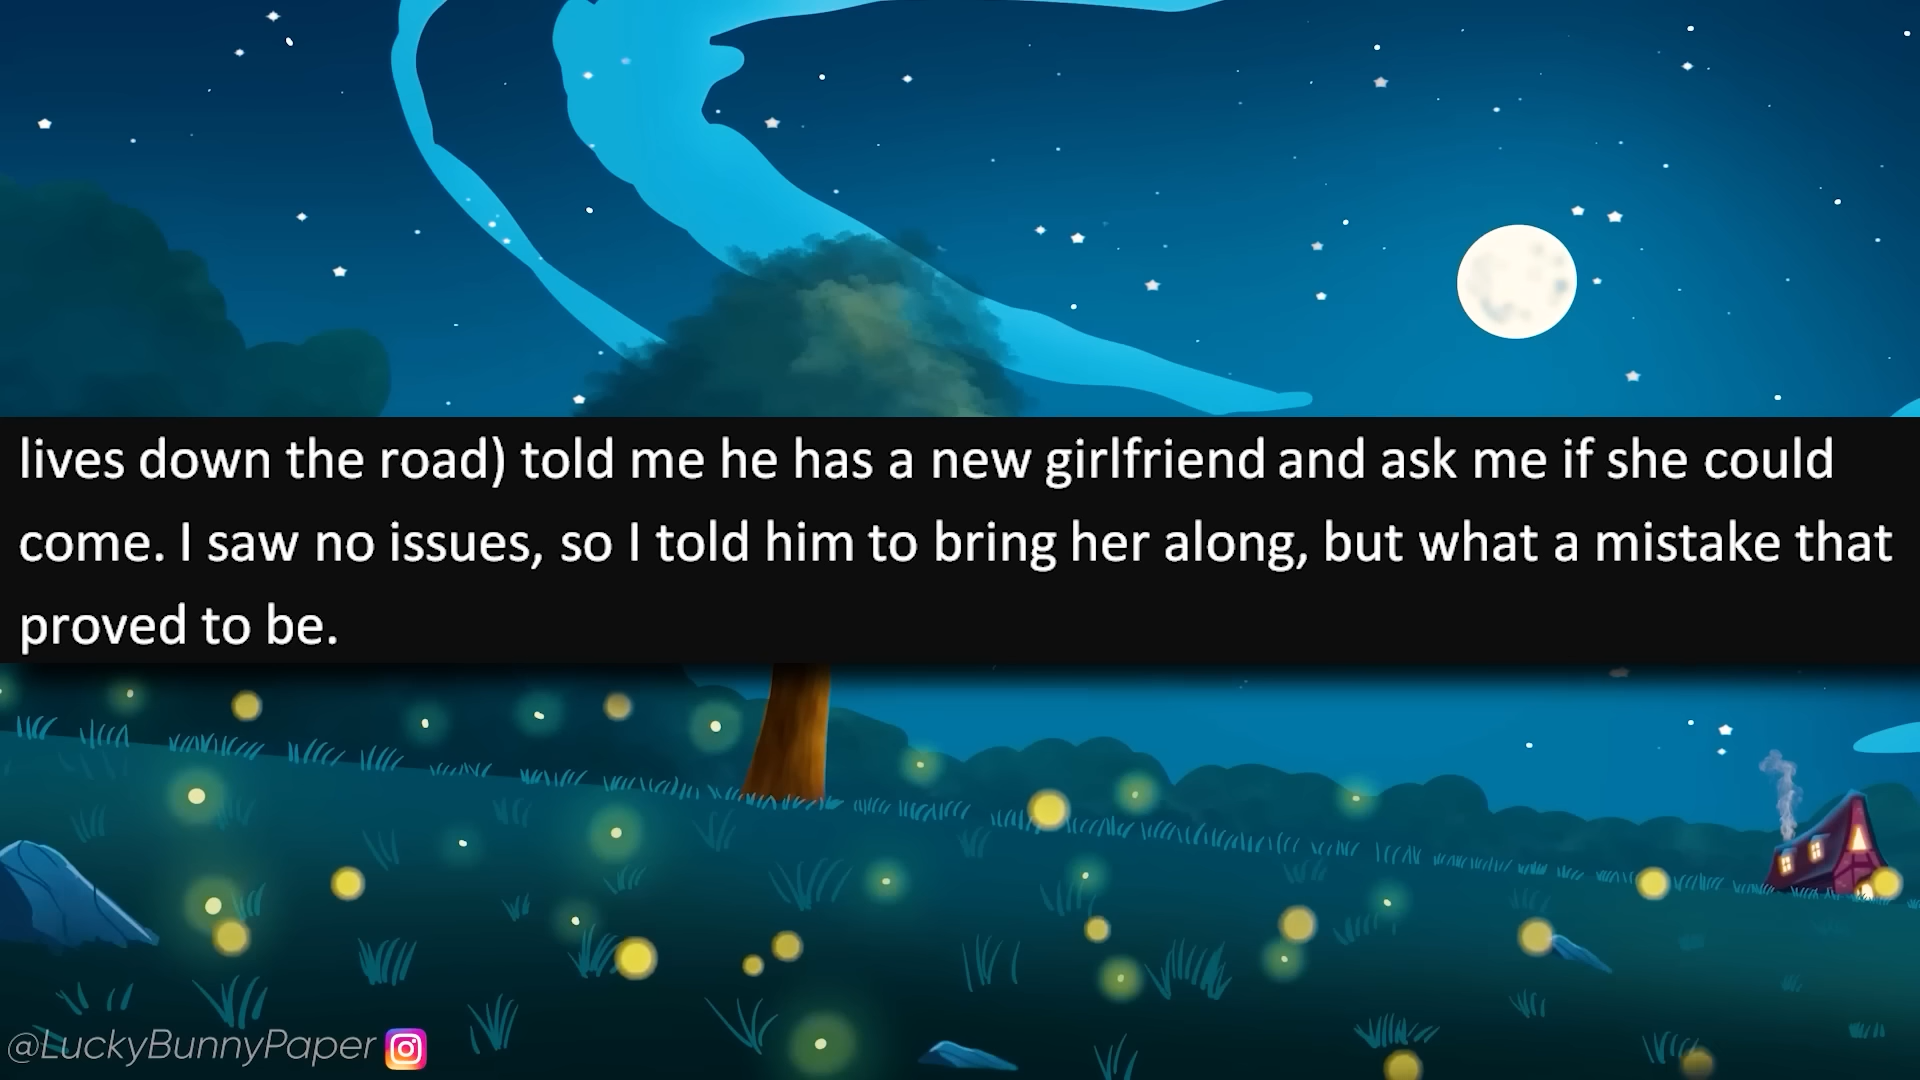 lives down the road) told me he has a new girlfriend and ask me if she could
come. I saw no issues, so I told him to bring her along, but what a mistake that
proved to be.
@LuckyBunnyPaper